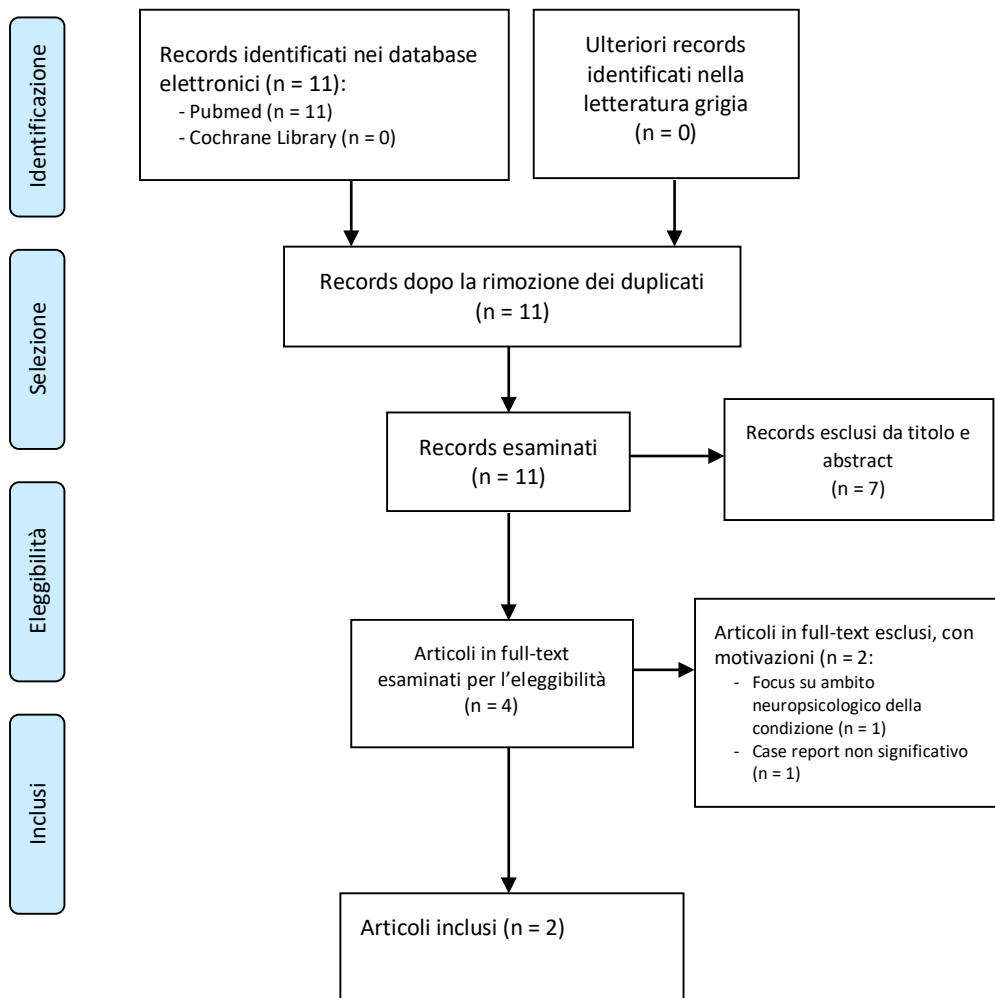 Identificazione
Records identificati nei database
elettronici (n = 11):
- Pubmed (n = 11)
- Cochrane Library (n = 0)
Ulteriori records
identificati nella
letteratura grigia
(n = 0)
Selezione
Records dopo la rimozione dei duplicati
(n = 11)
Records esaminati
(n = 11)
Records esclusi da titolo e
abstract
(n = 7)
Eleggibilità
Articoli in full-text
esaminati per l’eleggibilità
(n = 4)
Articoli in full-text esclusi, con
motivazioni (n = 2:
- Focus su ambito
neuropsicologico della
condizione (n = 1)
- Case report non significativo
(n = 1)
Inclusi
Articoli inclusi (n = 2)